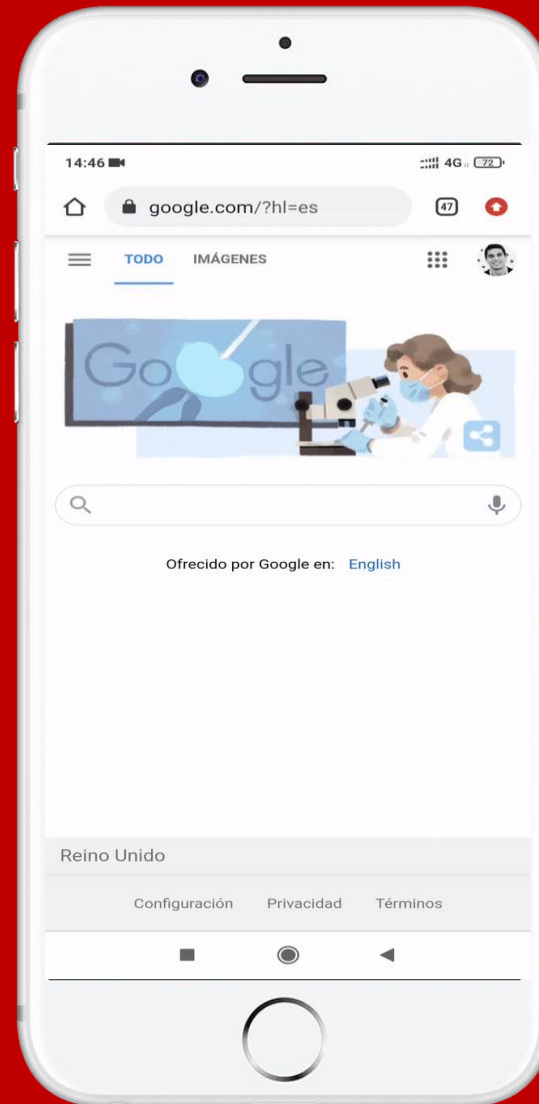 14:46 4G 72
google.com/?hl=es 47
TODO IMÁGENES
Google
Ofrecido por Google en: English
Reino Unido
Configuración Privacidad Términos